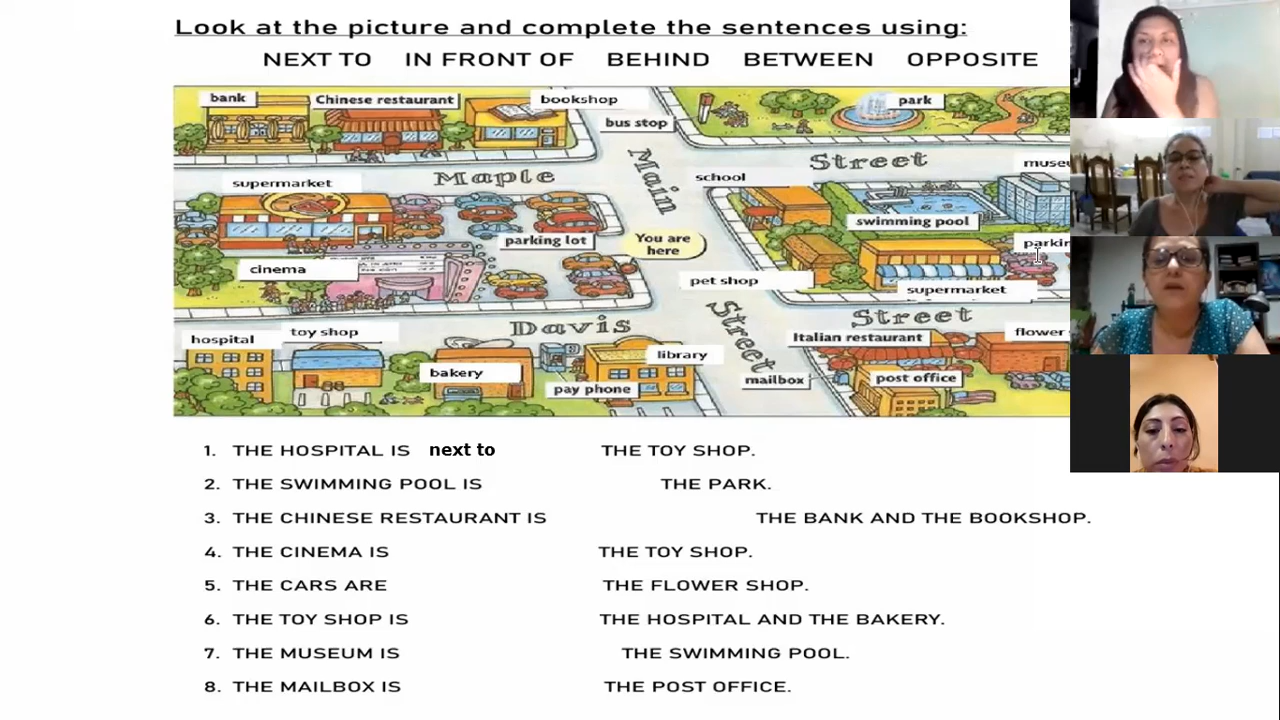 Look at the picture and complete the sentences using:
NEXT TO IN FRONT OF BEHIND BETWEEN OPPOSITE
bank Chinese restaurant bookshop park
bus stop
Maple Main Street
supermarket school museu
parking lot You are here swimming pool parkin
cinema pet shop supermarket
Davis Street Street
hospital toy shop Italian restaurant flower
bakery library
pay phone mailbox post office
1. THE HOSPITAL IS next to THE TOY SHOP.
2. THE SWIMMING POOL IS THE PARK.
3. THE CHINESE RESTAURANT IS THE BANK AND THE BOOKSHOP.
4. THE CINEMA IS THE TOY SHOP.
5. THE CARS ARE THE FLOWER SHOP.
6. THE TOY SHOP IS THE HOSPITAL AND THE BAKERY.
7. THE MUSEUM IS THE SWIMMING POOL.
8. THE MAILBOX IS THE POST OFFICE.